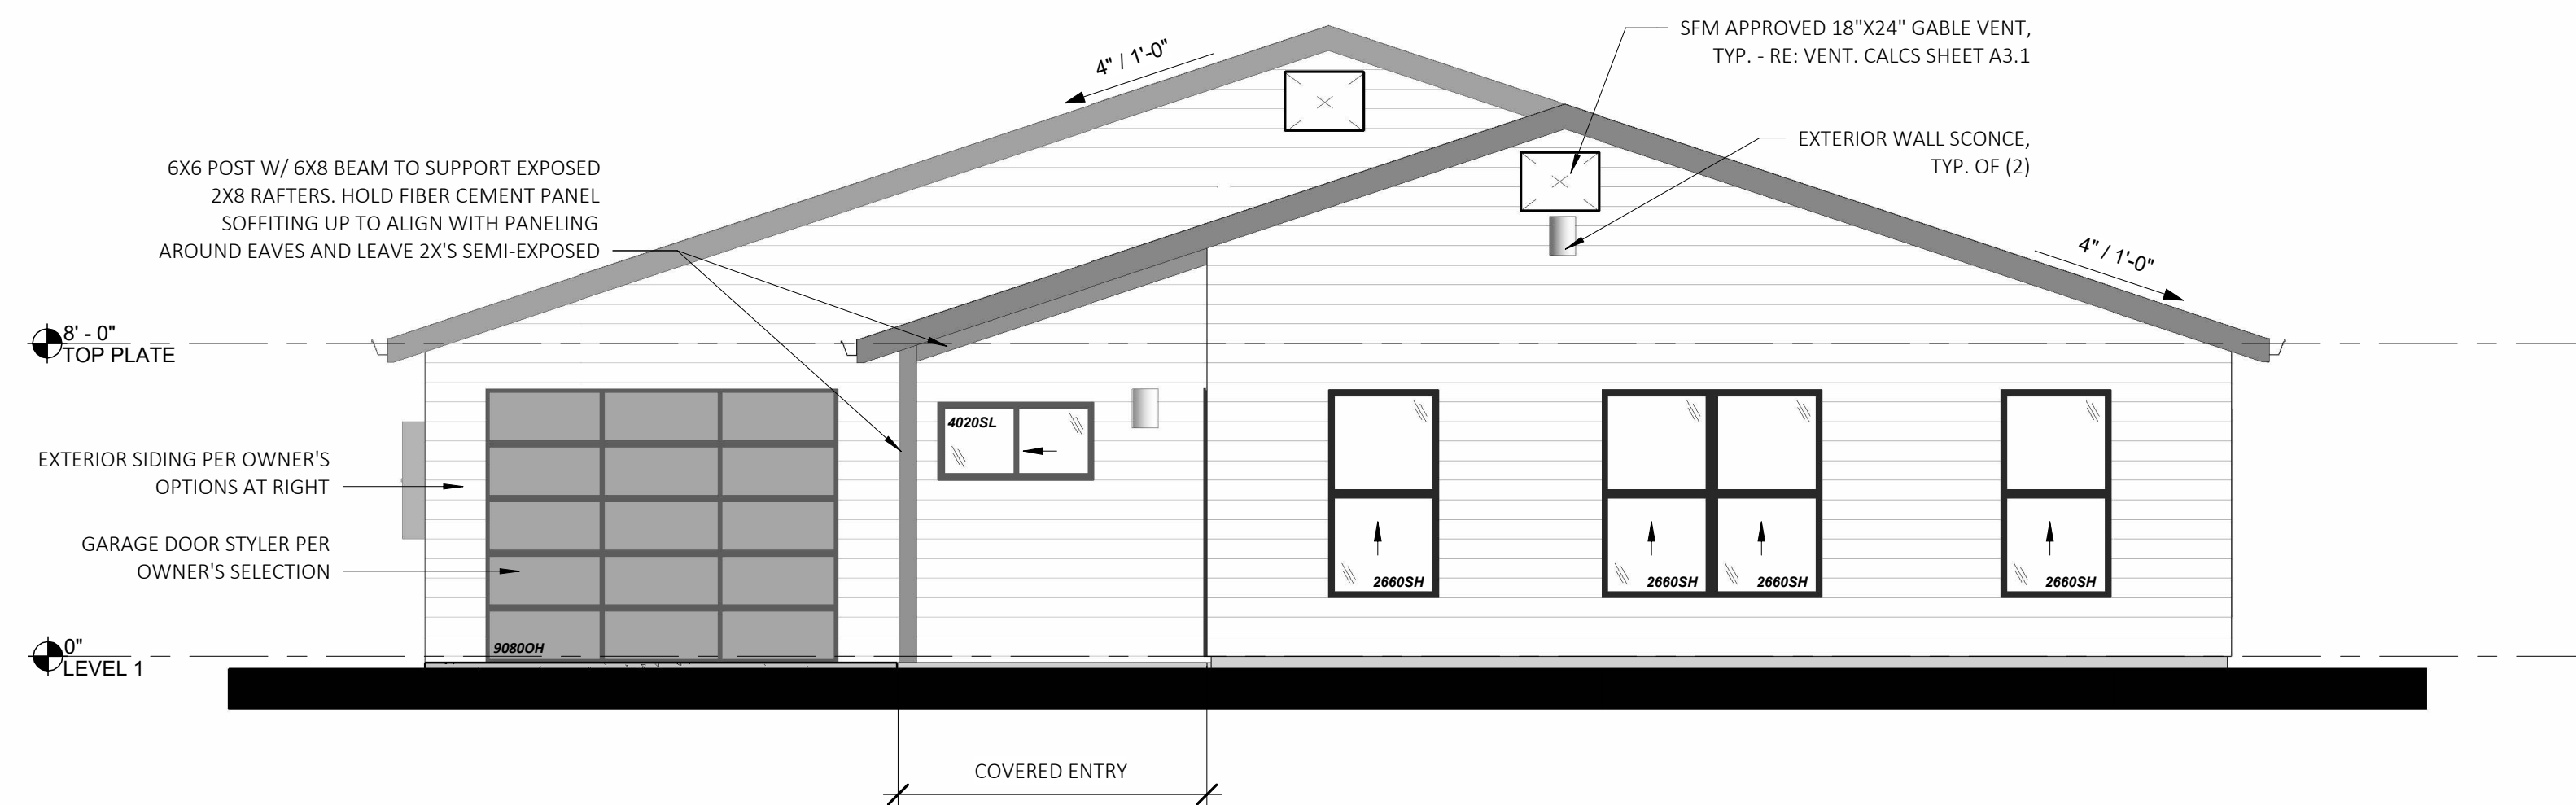 SFM APPROVED 18"X24" GABLE VENT,
TYP. - RE: VENT. CALCS SHEET A3.1
4" / 1'-0"
EXTERIOR WALL SCONCE,
TYP. OF (2)
6X6 POST W/ 6X8 BEAM TO SUPPORT EXPOSED
2X8 RAFTERS. HOLD FIBER CEMENT PANEL
SOFFITING UP TO ALIGN WITH PANELING
AROUND EAVES AND LEAVE 2X'S SEMI-EXPOSED
4" / 1'-0"
8' - 0"
TOP PLATE
4020SL
EXTERIOR SIDING PER OWNER'S
OPTIONS AT RIGHT
GARAGE DOOR STYLER PER
OWNER'S SELECTION
2660SH
2660SH
2660SH
2660SH
9080OH
0"
LEVEL 1
COVERED ENTRY